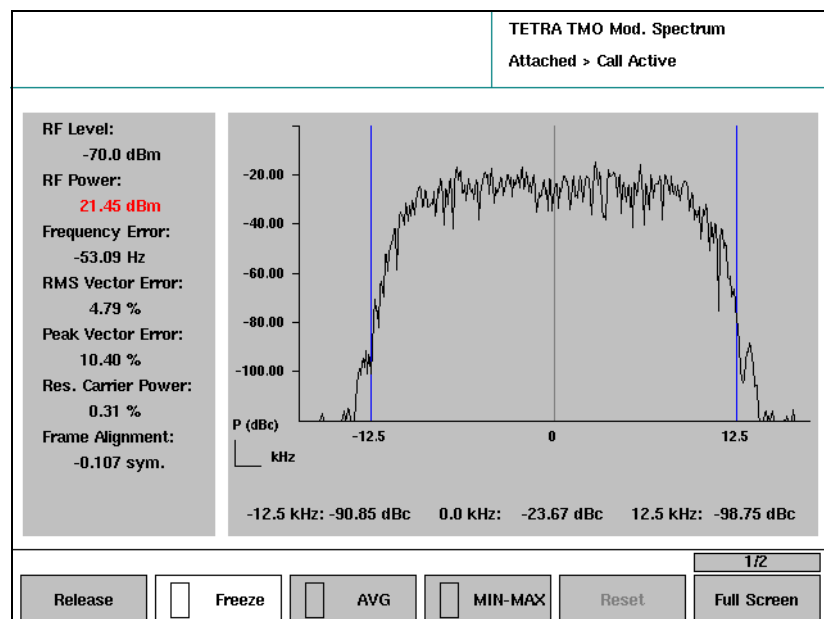 TETRA TMO Mod. Spectrum
Attached > Call Active
RF Level:
-70.0 dBm
RF Power:
21.45 dBm
Frequency Error:
-53.09 Hz
RMS Vector Error:
4.79 %
Peak Vector Error:
10.40 %
Res. Carrier Power:
0.31 %
Frame Alignment:
-0.107 sym.
-20.00
-40.00
-60.00
-80.00
-100.00
P (dBc)
kHz
-12.5 0 12.5
-12.5 kHz: -90.85 dBc 0.0 kHz: -23.67 dBc 12.5 kHz: -98.75 dBc
1/2
Release Freeze AVG MIN-MAX Reset Full Screen